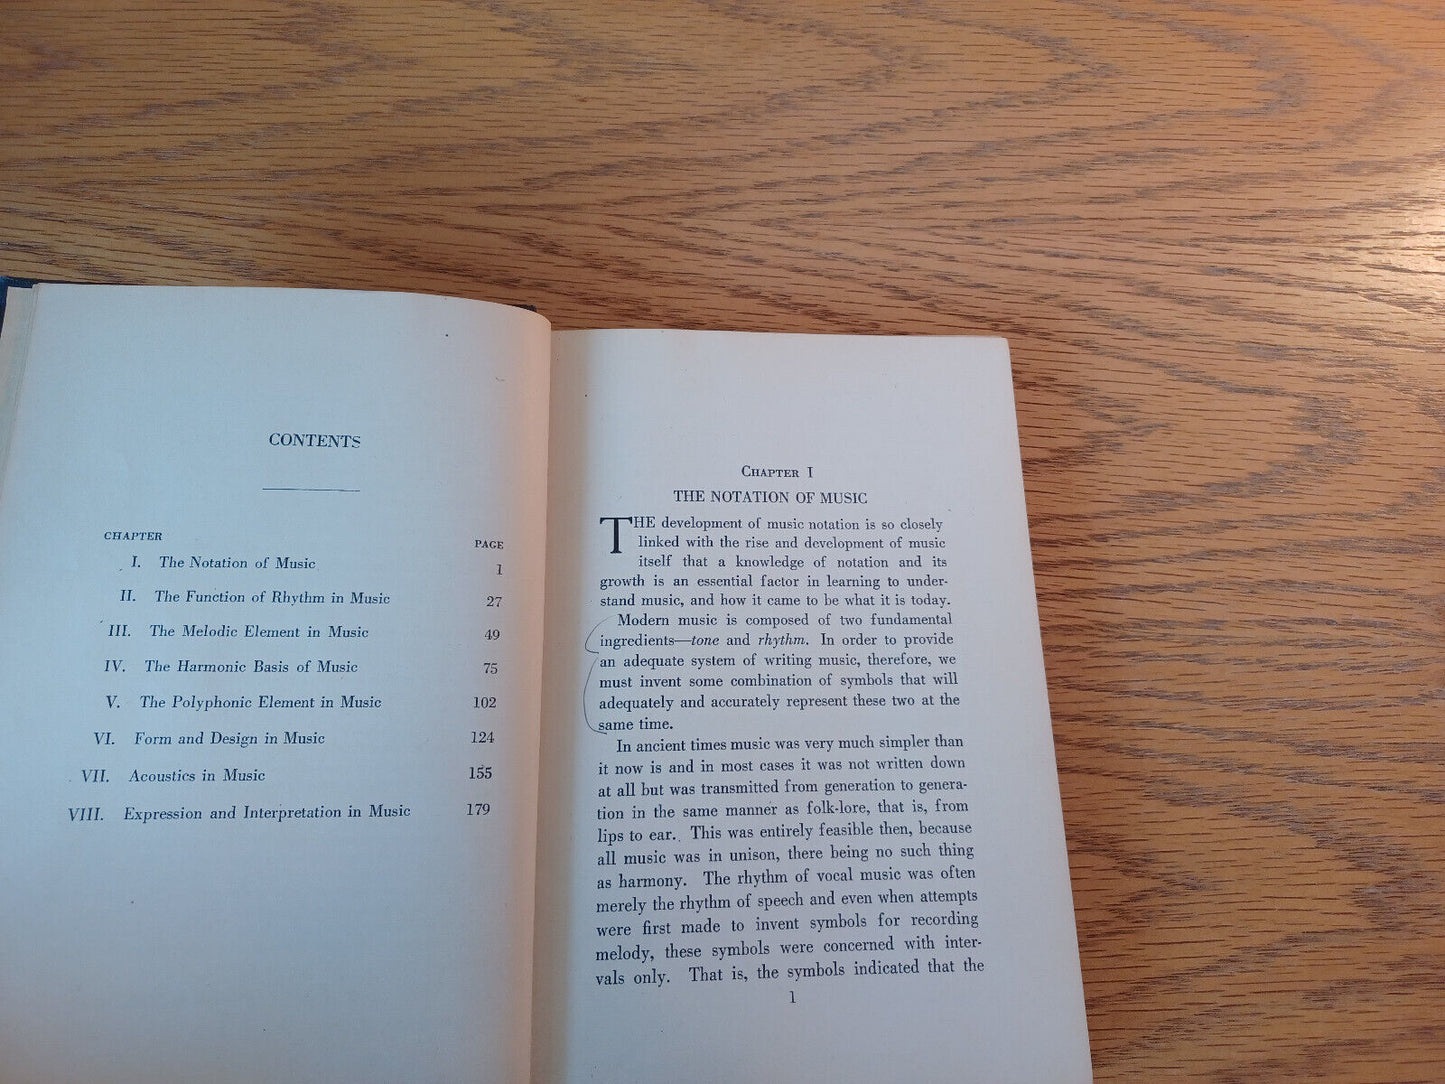 CONTENTS
CHAPTER PAGE
I. The Notation of Music 1
II. The Function of Rhythm in Music 27
III. The Melodic Element in Music 49
IV. The Harmonic Basis of Music 75
V. The Polyphonic Element in Music 102
VI. Form and Design in Music 124
VII. Acoustics in Music 155
VIII. Expression and Interpretation in Music 179
CHAPTER I
THE NOTATION OF MUSIC
THE development of music notation is so closely
linked with the rise and development of music
itself that a knowledge of notation and its
growth is an essential factor in learning to under-
stand music, and how it came to be what it is today.
Modern music is composed of two fundamental
ingredients—tone and rhythm. In order to provide
an adequate system of writing music, therefore, we
must invent some combination of symbols that will
adequately and accurately represent these two at the
same time.
In ancient times music was very much simpler than
it now is and in most cases it was not written down
at all but was transmitted from generation to genera-
tion in the same manner as folk-lore, that is, from
lips to ear. This was entirely feasible then, because
all music was in unison, there being no such thing
as harmony. The rhythm of vocal music was often
merely the rhythm of speech and even when attempts
were first made to invent symbols for recording
melody, these symbols were concerned with inter-
vals only. That is, the symbols indicated that the
1